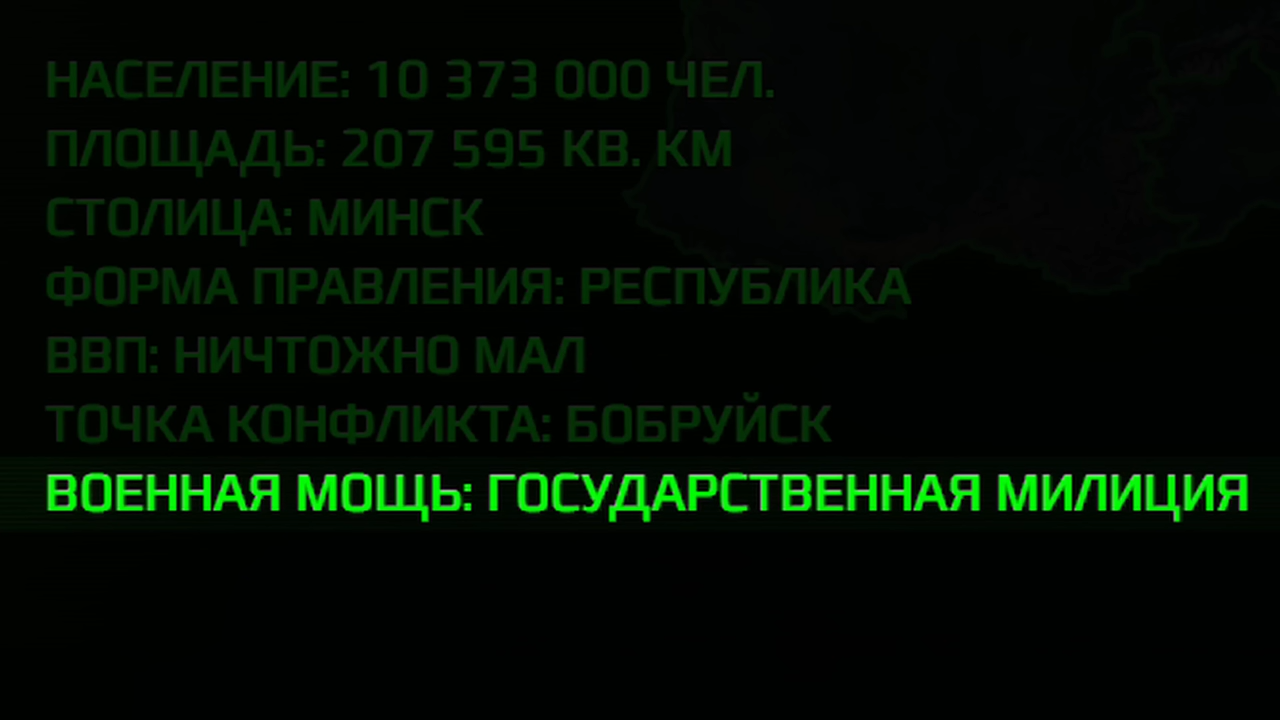 НАСЕЛЕНИЕ: 10 373 000 ЧЕЛ.
ПЛОЩАДЬ: 207 595 КВ. КМ
СТОЛИЦА: МИНСК
ФОРМА ПРАВЛЕНИЯ: РЕСПУБЛИКА
ВВП: НИЧТОЖНО МАЛ
ТОЧКА КОНФЛИКТА: БОБРУЙСК
ВОЕННАЯ МОЩЬ: ГОСУДАРСТВЕННАЯ МИЛИЦИЯ